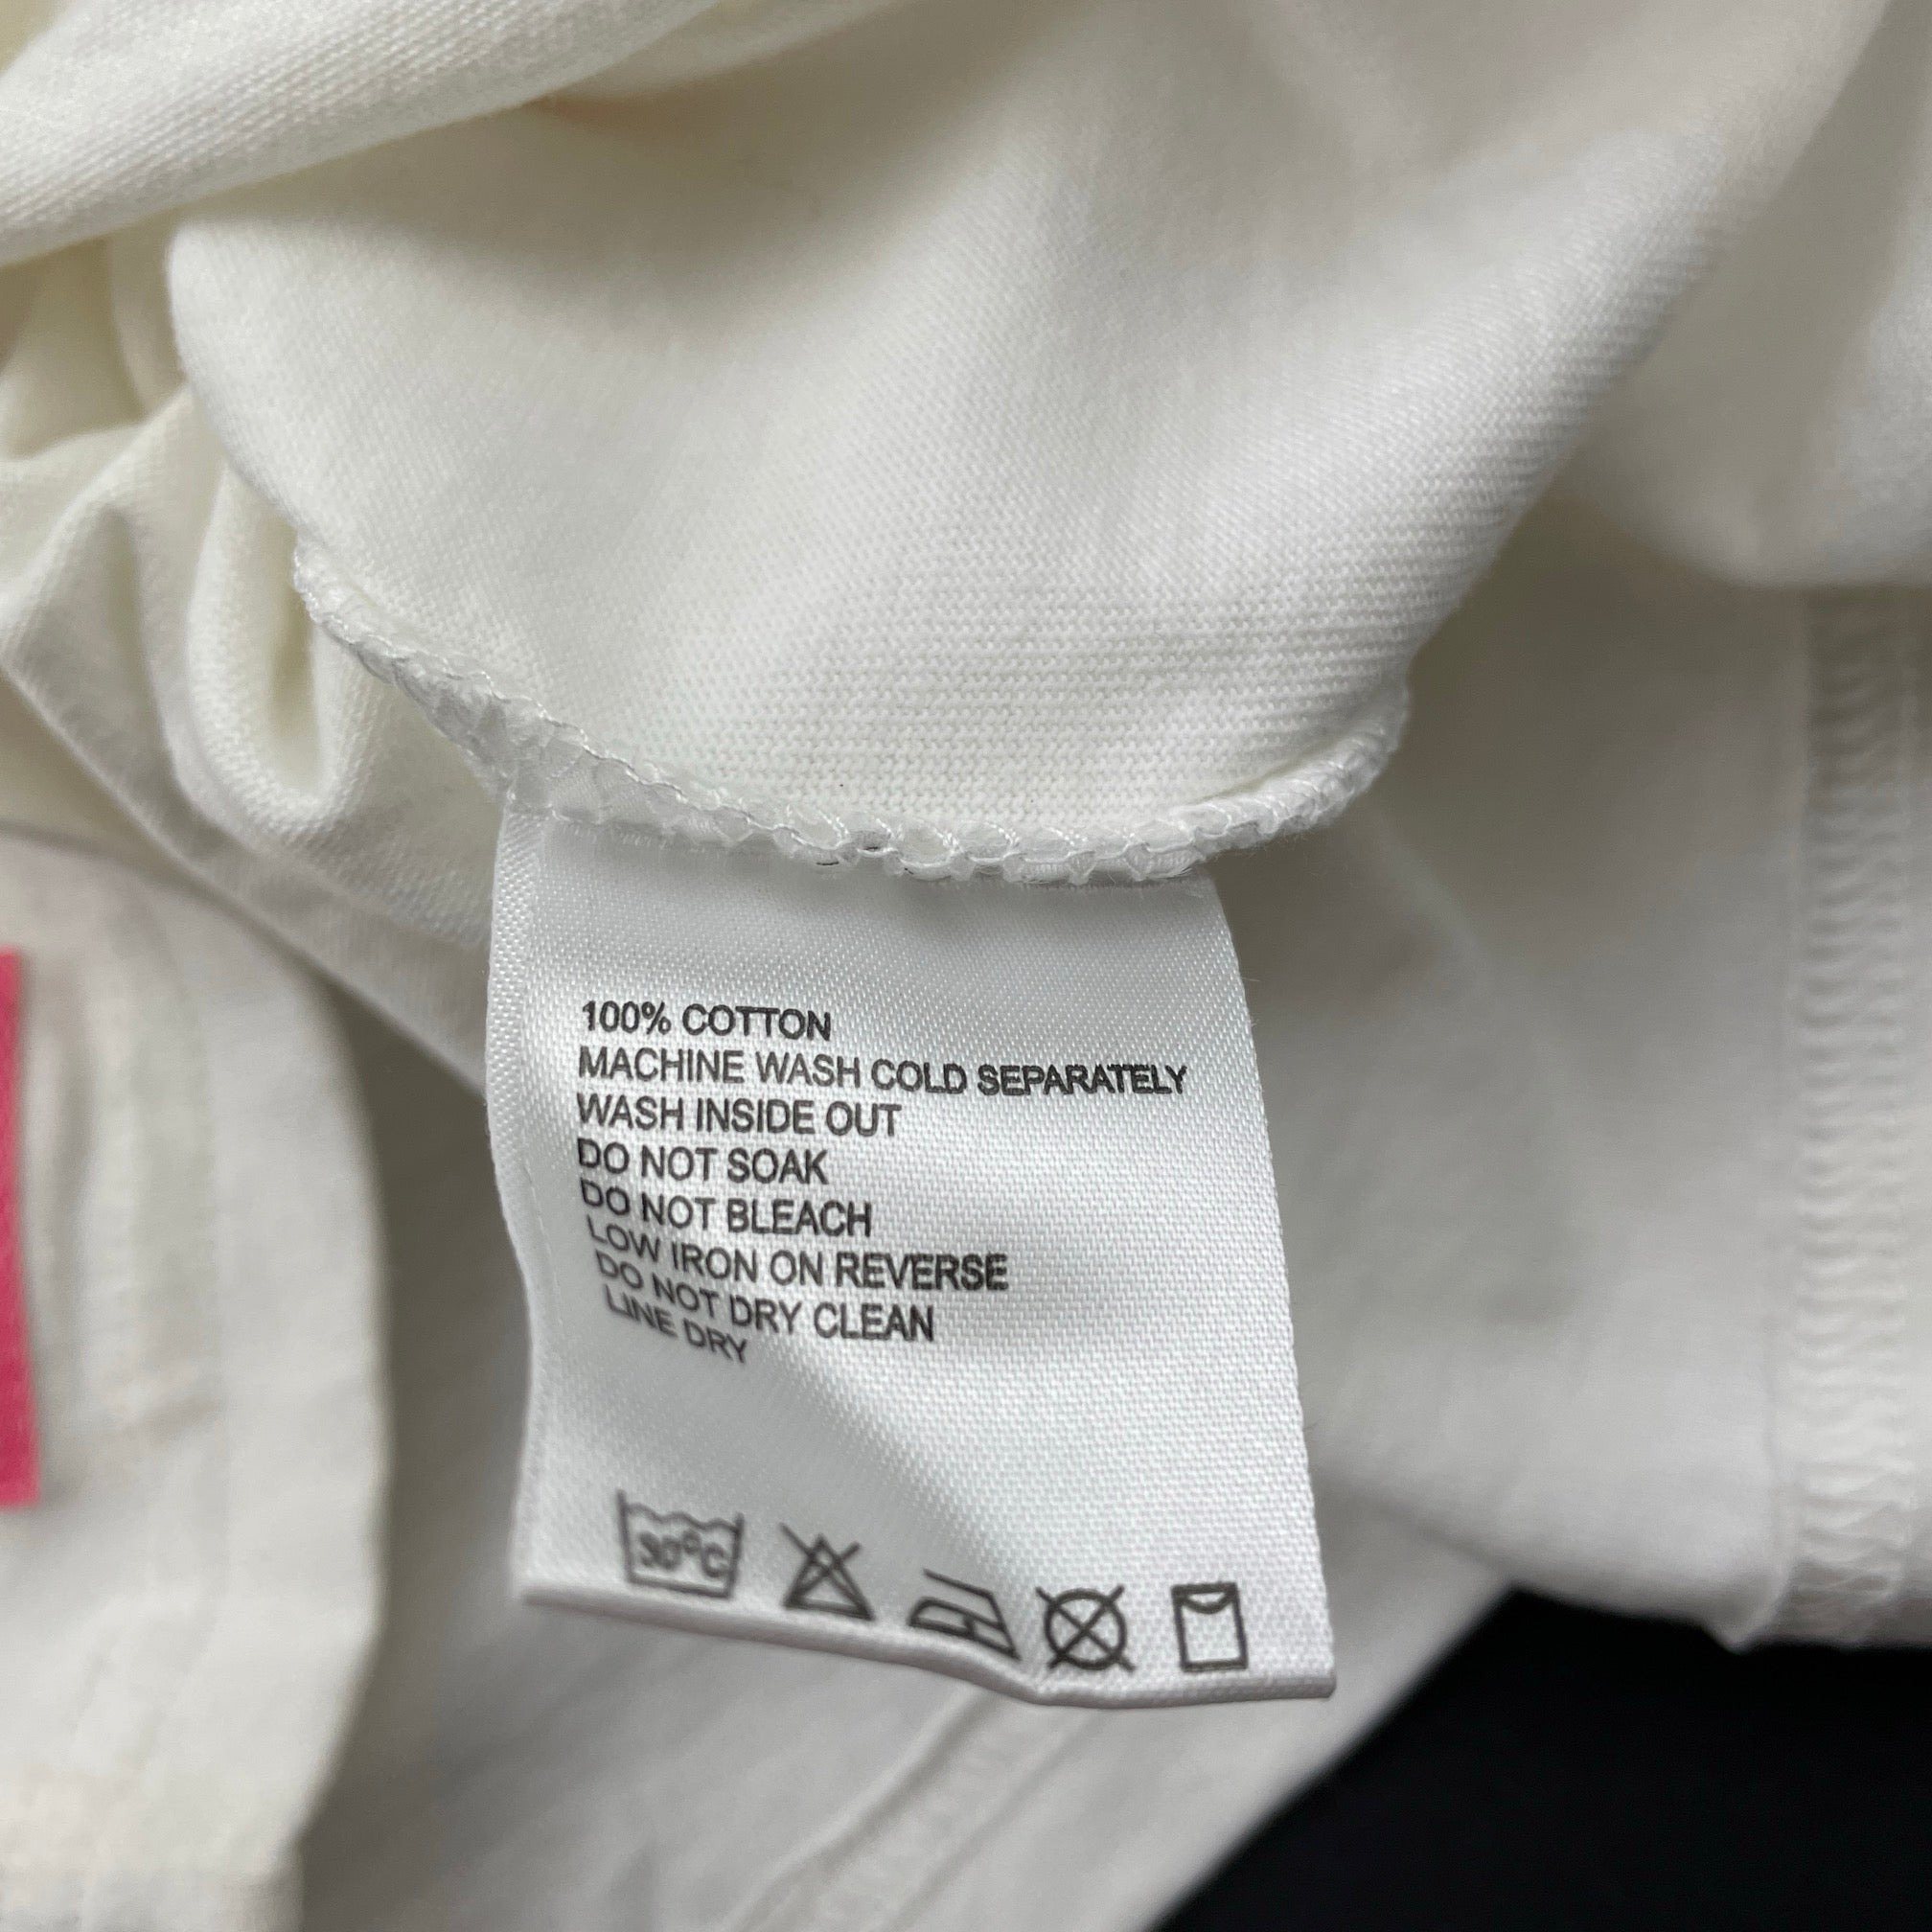 100% COTTON
MACHINE WASH COLD SEPARATELY
WASH INSIDE OUT
DO NOT SOAK
DO NOT BLEACH
LOW IRON ON REVERSE
DO NOT DRY CLEAN
LINE DRY
30°C